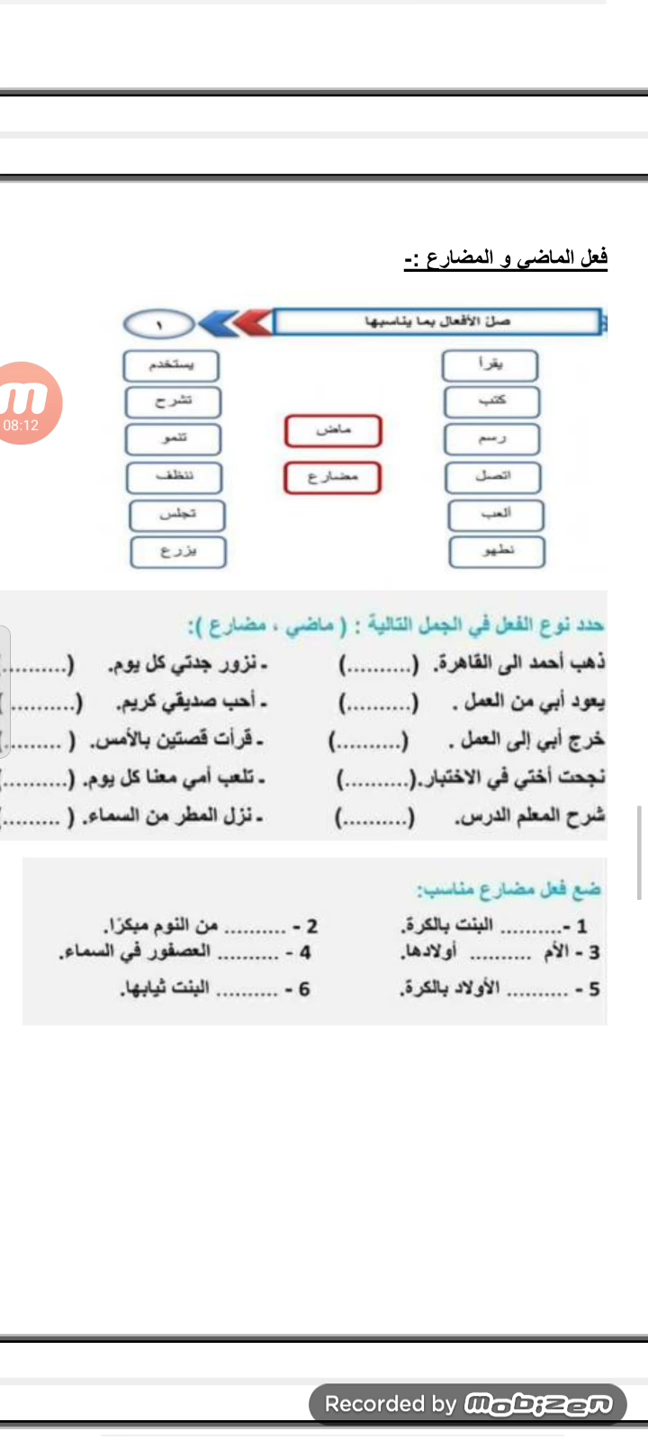 فعل الماضي و المضارع :-
صل الأفعال بما يناسبها
١
يقرأ
يستخدم
كتب
تشرح
ماض
رسم
تنمو
مضارع
اتصل
ننظف
ألعب
تجلس
نطهو
يزرع
08:12
حدد نوع الفعل في الجمل التالية : ( ماضي ، مضارع ):
ذهب أحمد الى القاهرة. (..........) - نزور جدتي كل يوم. (..........
يعود أبي من العمل . (..........) - أحب صديقي كريم. (..........)
خرج أبي إلى العمل . (..........) - قرأت قصتين بالأمس. ( .........)
نجحت أختي في الاختبار.(..........) - تلعب أمي معنا كل يوم. (..........)
شرح المعلم الدرس. (..........) - نزل المطر من السماء. ( .........)
ضع فعل مضارع مناسب:
1 -.......... البنت بالكرة. 2 - .......... من النوم مبكرًا.
3 - الأم .......... أولادها. 4 - .......... العصفور في السماء.
5 - .......... الأولاد بالكرة. 6 - .......... البنت ثيابها.
Recorded by Mobizen